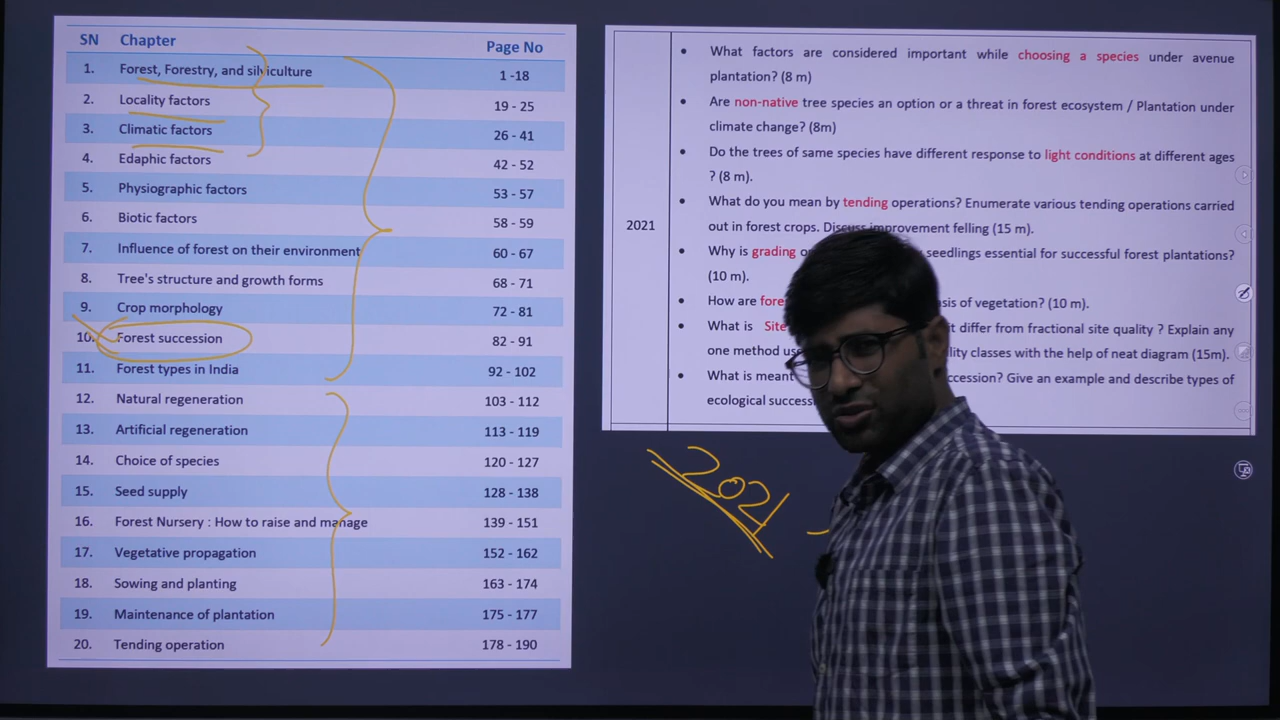 SN Chapter Page No
1. Forest, Forestry, and silviculture 1 -18
2. Locality factors 19 - 25
3. Climatic factors 26 - 41
4. Edaphic factors 42 - 52
5. Physiographic factors 53 - 57
6. Biotic factors 58 - 59
7. Influence of forest on their environment 60 - 67
8. Tree's structure and growth forms 68 - 71
9. Crop morphology 72 - 81
10. Forest succession 82 - 91
11. Forest types in India 92 - 102
12. Natural regeneration 103 - 112
13. Artificial regeneration 113 - 119
14. Choice of species 120 - 127
15. Seed supply 128 - 138
16. Forest Nursery : How to raise and manage 139 - 151
17. Vegetative propagation 152 - 162
18. Sowing and planting 163 - 174
19. Maintenance of plantation 175 - 177
20. Tending operation 178 - 190
2021
• What factors are considered important while choosing a species under avenue
plantation? (8 m)
• Are non-native tree species an option or a threat in forest ecosystem / Plantation under
climate change? (8m)
• Do the trees of same species have different response to light conditions at different ages
? (8 m).
• What do you mean by tending operations? Enumerate various tending operations carried
out in forest crops. Discuss improvement felling (15 m).
• Why is grading seedlings essential for successful forest plantations?
(10 m).
• How are of vegetation? (10 m).
• What is it differ from fractional site quality ? Explain any
one method classes with the help of neat diagram (15m).
• What is meant Give an example and describe types of
ecological
2021